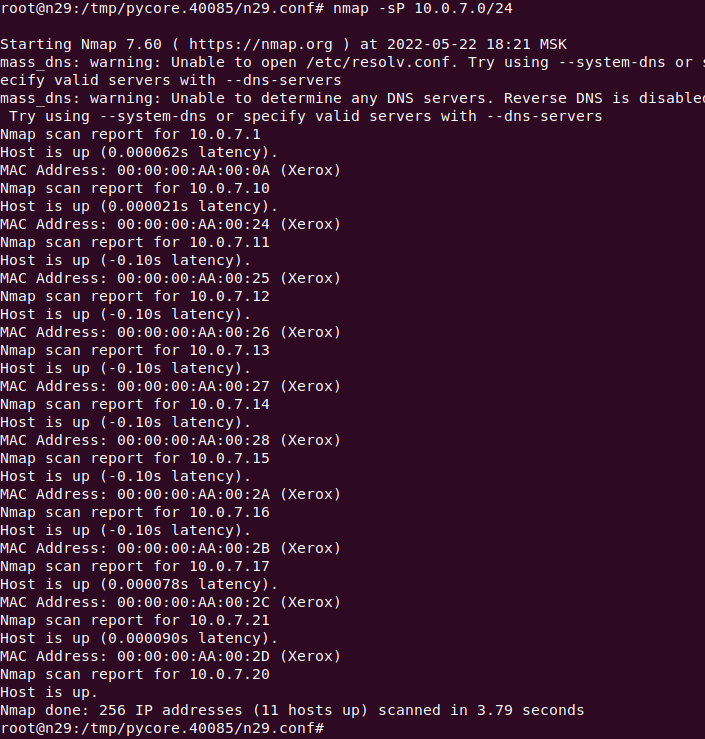 root@n29:/tmp/pycore.40085/n29.conf# nmap -sP 10.0.7.0/24
Starting Nmap 7.60 ( https://nmap.org ) at 2022-05-22 18:21 MSK
mass_dns: warning: Unable to open /etc/resolv.conf. Try using --system-dns or s
ecify valid servers with --dns-servers
mass_dns: warning: Unable to determine any DNS servers. Reverse DNS is disabled
 Try using --system-dns or specify valid servers with --dns-servers
Nmap scan report for 10.0.7.1
Host is up (0.000062s latency).
MAC Address: 00:00:00:AA:00:0A (Xerox)
Nmap scan report for 10.0.7.10
Host is up (0.000021s latency).
MAC Address: 00:00:00:AA:00:24 (Xerox)
Nmap scan report for 10.0.7.11
Host is up (-0.10s latency).
MAC Address: 00:00:00:AA:00:25 (Xerox)
Nmap scan report for 10.0.7.12
Host is up (-0.10s latency).
MAC Address: 00:00:00:AA:00:26 (Xerox)
Nmap scan report for 10.0.7.13
Host is up (-0.10s latency).
MAC Address: 00:00:00:AA:00:27 (Xerox)
Nmap scan report for 10.0.7.14
Host is up (-0.10s latency).
MAC Address: 00:00:00:AA:00:28 (Xerox)
Nmap scan report for 10.0.7.15
Host is up (-0.10s latency).
MAC Address: 00:00:00:AA:00:2A (Xerox)
Nmap scan report for 10.0.7.16
Host is up (-0.10s latency).
MAC Address: 00:00:00:AA:00:2B (Xerox)
Nmap scan report for 10.0.7.17
Host is up (0.000078s latency).
MAC Address: 00:00:00:AA:00:2C (Xerox)
Nmap scan report for 10.0.7.21
Host is up (0.000090s latency).
MAC Address: 00:00:00:AA:00:2D (Xerox)
Nmap scan report for 10.0.7.20
Host is up.
Nmap done: 256 IP addresses (11 hosts up) scanned in 3.79 seconds
root@n29:/tmp/pycore.40085/n29.conf#